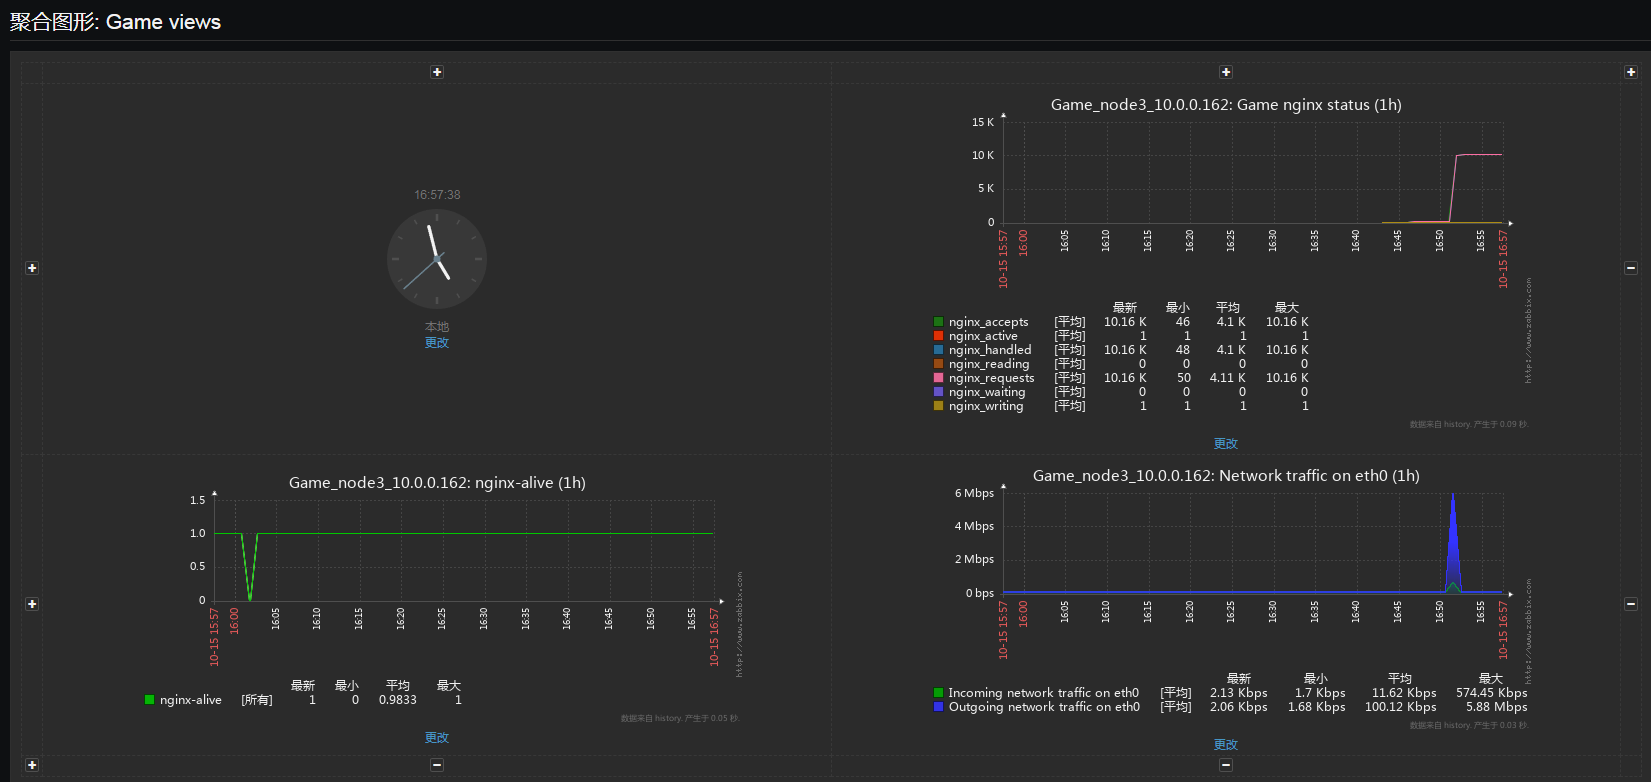 聚合图形: Game views
16:57:38
本地
更改
Game_node3_10.0.0.162: Game nginx status (1h)
15 K
10 K
5 K
0
10-15 15:57
16:00
16:05
16:10
16:15
16:20
16:25
16:30
16:35
16:40
16:45
16:50
16:55
10-15 16:57
最新 最小 平均 最大
nginx_accepts [平均] 10.16 K 46 4.1 K 10.16 K
nginx_active [平均] 1 1 1 1
nginx_handled [平均] 10.16 K 48 4.1 K 10.16 K
nginx_reading [平均] 0 0 0 0
nginx_requests [平均] 10.16 K 50 4.11 K 10.16 K
nginx_waiting [平均] 0 0 0 0
nginx_writing [平均] 1 1 1 1
http://www.zabbix.com
数据来自 history. 产生于 0.09 秒.
更改
Game_node3_10.0.0.162: nginx-alive (1h)
1.5
1.0
0.5
0
10-15 15:57
16:00
16:05
16:10
16:15
16:20
16:25
16:30
16:35
16:40
16:45
16:50
16:55
10-15 16:57
最新 最小 平均 最大
nginx-alive [所有] 1 0 0.9833 1
http://www.zabbix.com
数据来自 history. 产生于 0.05 秒.
更改
Game_node3_10.0.0.162: Network traffic on eth0 (1h)
6 Mbps
4 Mbps
2 Mbps
0 bps
10-15 15:57
16:00
16:05
16:10
16:15
16:20
16:25
16:30
16:35
16:40
16:45
16:50
16:55
10-15 16:57
最新 最小 平均 最大
Incoming network traffic on eth0 [平均] 2.13 Kbps 1.7 Kbps 11.62 Kbps 574.45 Kbps
Outgoing network traffic on eth0 [平均] 2.06 Kbps 1.68 Kbps 100.12 Kbps 5.88 Mbps
http://www.zabbix.com
数据来自 history. 产生于 0.03 秒.
更改